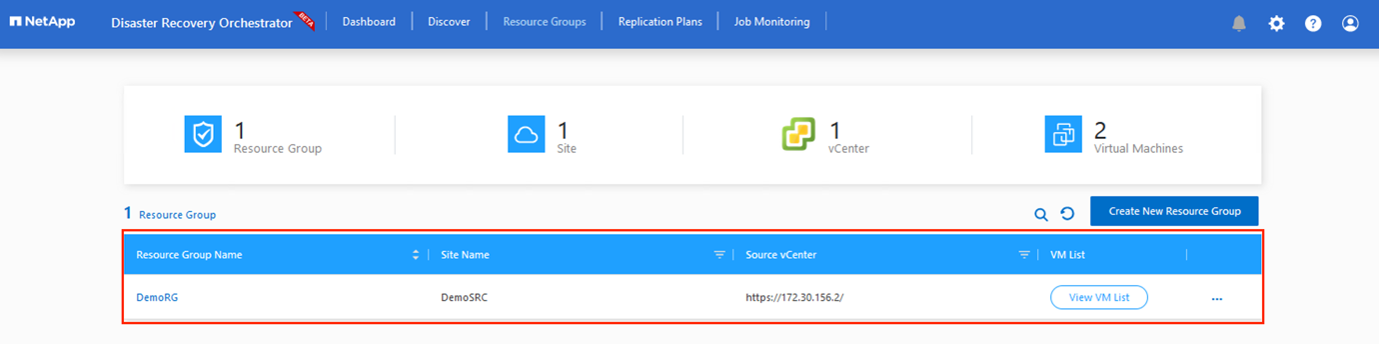 NetApp Disaster Recovery Orchestrator BETA Dashboard Discover Resource Groups Replication Plans Job Monitoring
1 1 1 2
Resource Group Site vCenter Virtual Machines
1 Resource Group Create New Resource Group
Resource Group Name Site Name Source vCenter VM List
DemoRG DemoSRC https://172.30.156.2/ View VM List ...